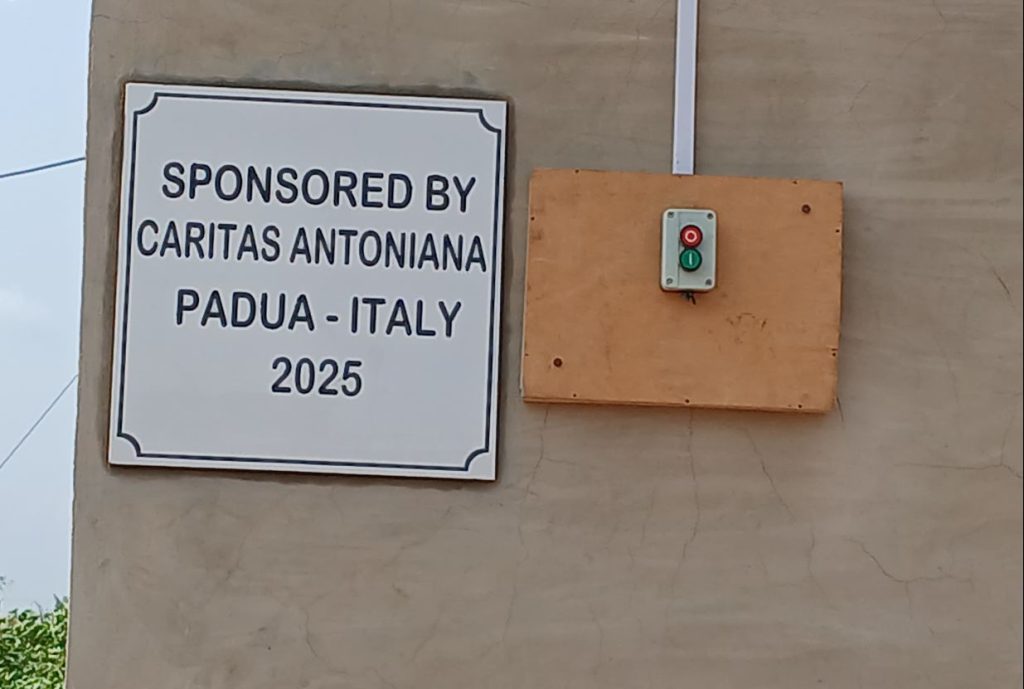 SPONSORED BY
CARITAS ANTONIANA
PADUA - ITALY
2025
O
I